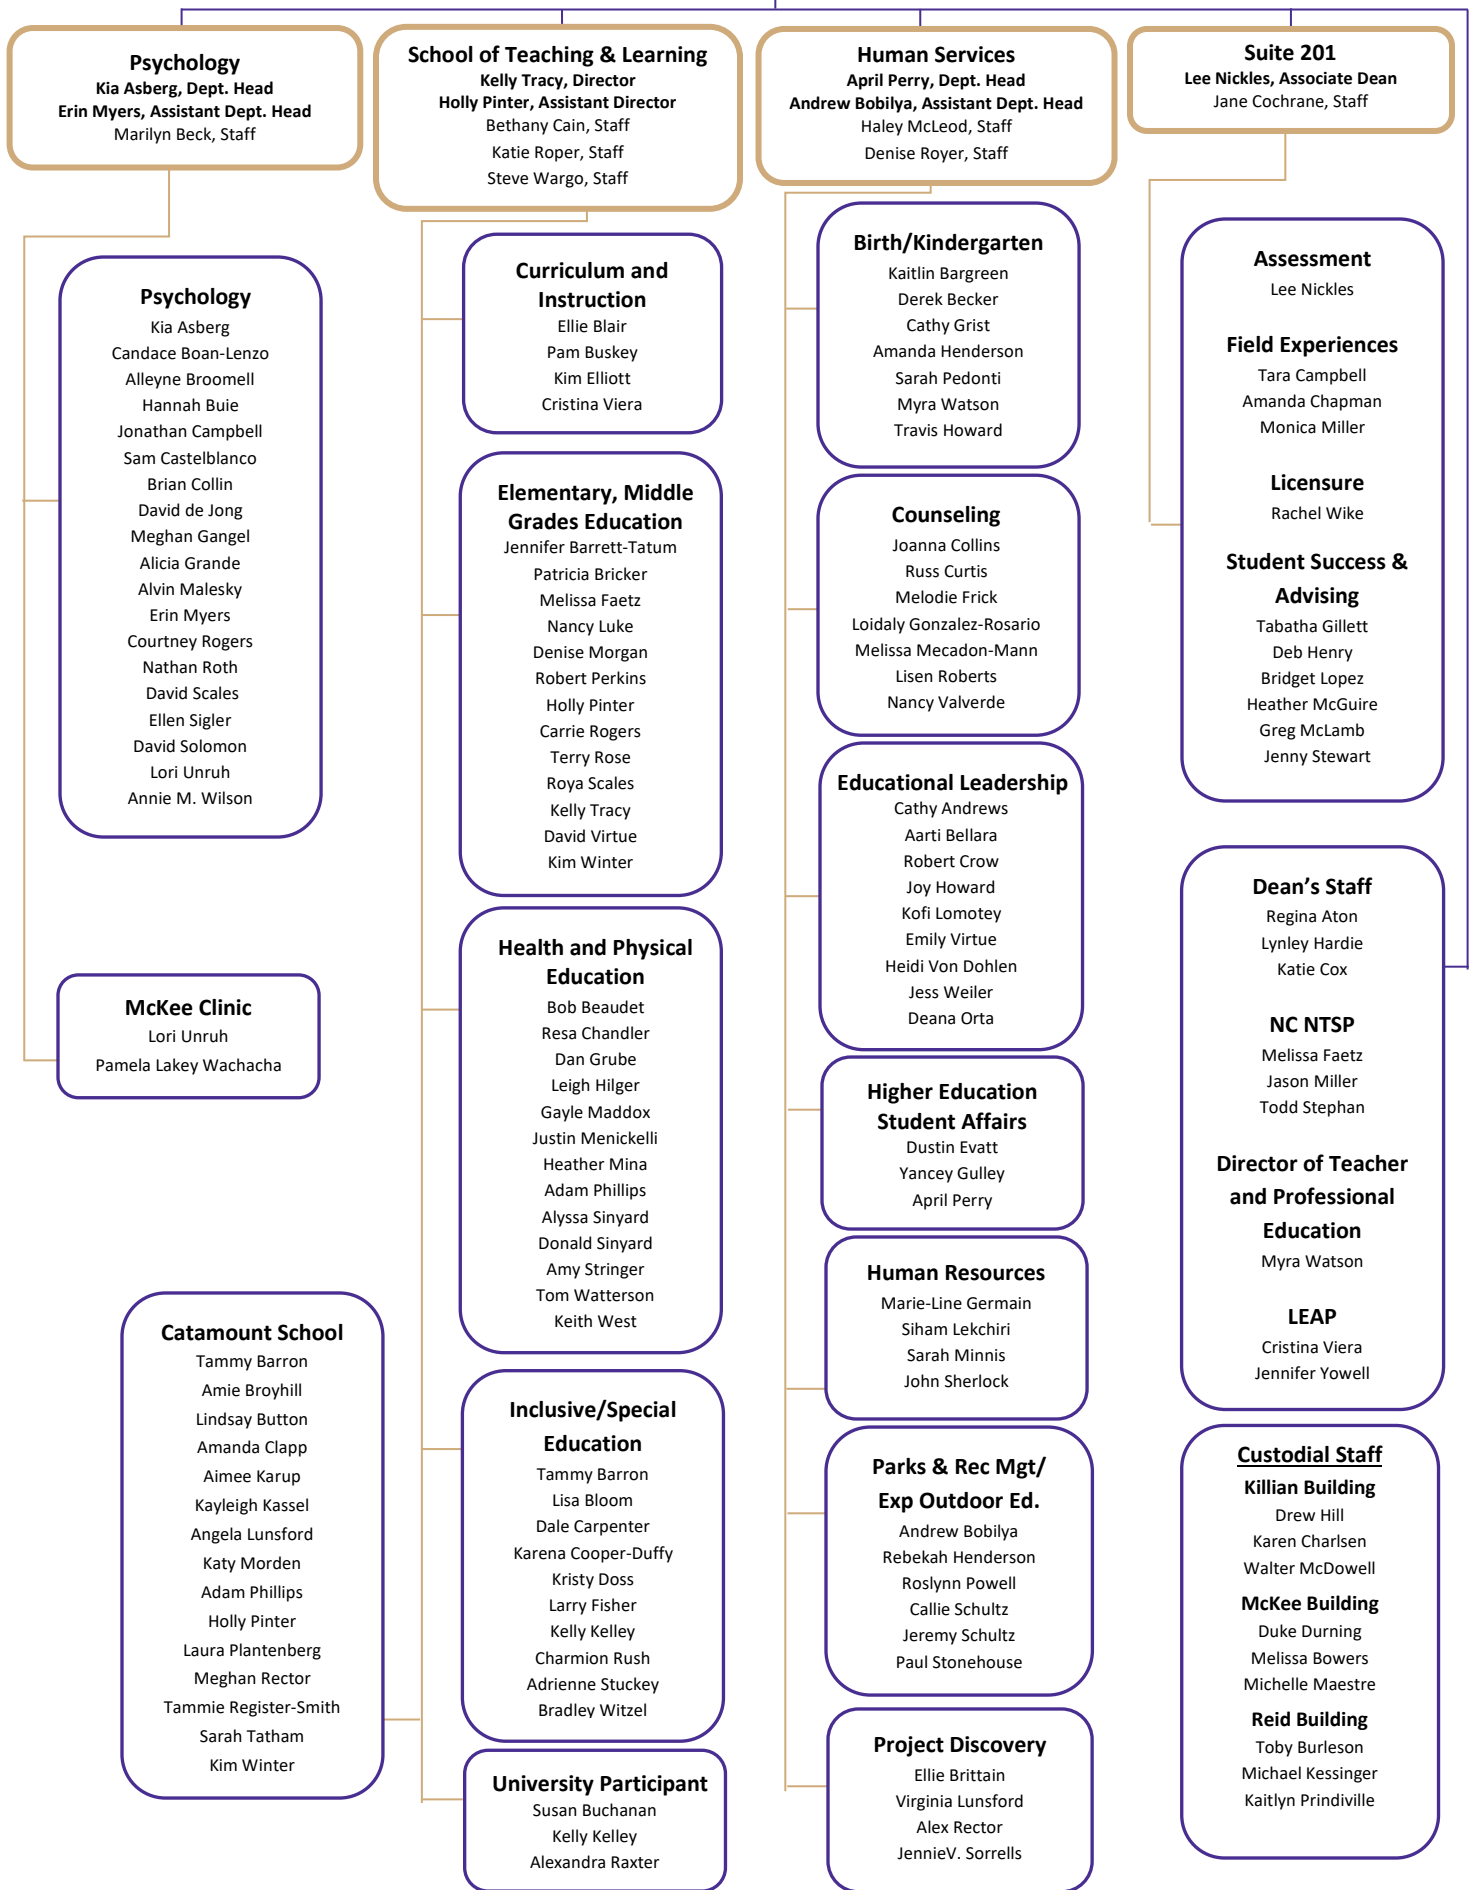 Psychology
Kia Asberg, Dept. Head
Erin Myers, Assistant Dept. Head
Marilyn Beck, Staff
School of Teaching & Learning
Kelly Tracy, Director
Holly Pinter, Assistant Director
Bethany Cain, Staff
Katie Roper, Staff
Steve Wargo, Staff
Human Services
April Perry, Dept. Head
Andrew Bobilya, Assistant Dept. Head
Haley McLeod, Staff
Denise Royer, Staff
Suite 201
Lee Nickles, Associate Dean
Jane Cochrane, Staff
Psychology
Kia Asberg
Candace Boan-Lenzo
Alleyne Broomell
Hannah Buie
Jonathan Campbell
Sam Castelblanco
Brian Collin
David de Jong
Meghan Gangel
Alicia Grande
Alvin Malesky
Erin Myers
Courtney Rogers
Nathan Roth
David Scales
Ellen Sigler
David Solomon
Lori Unruh
Annie M. Wilson
McKee Clinic
Lori Unruh
Pamela Lakey Wachacha
Catamount School
Tammy Barron
Amie Broyhill
Lindsay Button
Amanda Clapp
Aimee Karup
Kayleigh Kassel
Angela Lunsford
Katy Morden
Adam Phillips
Holly Pinter
Laura Plantenberg
Meghan Rector
Tammie Register-Smith
Sarah Tatham
Kim Winter
Curriculum and
Instruction
Ellie Blair
Pam Buskey
Kim Elliott
Cristina Viera
Elementary, Middle
Grades Education
Jennifer Barrett-Tatum
Patricia Bricker
Melissa Faetz
Nancy Luke
Denise Morgan
Robert Perkins
Holly Pinter
Carrie Rogers
Terry Rose
Roya Scales
Kelly Tracy
David Virtue
Kim Winter
Health and Physical
Education
Bob Beaudet
Resa Chandler
Dan Grube
Leigh Hilger
Gayle Maddox
Justin Menickelli
Heather Mina
Adam Phillips
Alyssa Sinyard
Donald Sinyard
Amy Stringer
Tom Watterson
Keith West
Inclusive/Special
Education
Tammy Barron
Lisa Bloom
Dale Carpenter
Karena Cooper-Duffy
Kristy Doss
Larry Fisher
Kelly Kelley
Charmion Rush
Adrienne Stuckey
Bradley Witzel
University Participant
Susan Buchanan
Kelly Kelley
Alexandra Raxter
Birth/Kindergarten
Kaitlin Bargreen
Derek Becker
Cathy Grist
Amanda Henderson
Sarah Pedonti
Myra Watson
Travis Howard
Counseling
Joanna Collins
Russ Curtis
Melodie Frick
Loidaly Gonzalez-Rosario
Melissa Mecadon-Mann
Lisen Roberts
Nancy Valverde
Educational Leadership
Cathy Andrews
Aarti Bellara
Robert Crow
Joy Howard
Kofi Lomotey
Emily Virtue
Heidi Von Dohlen
Jess Weiler
Deana Orta
Higher Education
Student Affairs
Dustin Evatt
Yancey Gulley
April Perry
Human Resources
Marie-Line Germain
Siham Lekchiri
Sarah Minnis
John Sherlock
Parks & Rec Mgt/
Exp Outdoor Ed.
Andrew Bobilya
Rebekah Henderson
Roslynn Powell
Callie Schultz
Jeremy Schultz
Paul Stonehouse
Project Discovery
Ellie Brittain
Virginia Lunsford
Alex Rector
JennieV. Sorrells
Assessment
Lee Nickles
Field Experiences
Tara Campbell
Amanda Chapman
Monica Miller
Licensure
Rachel Wike
Student Success &
Advising
Tabatha Gillett
Deb Henry
Bridget Lopez
Heather McGuire
Greg McLamb
Jenny Stewart
Dean’s Staff
Regina Aton
Lynley Hardie
Katie Cox
NC NTSP
Melissa Faetz
Jason Miller
Todd Stephan
Director of Teacher
and Professional
Education
Myra Watson
LEAP
Cristina Viera
Jennifer Yowell
Custodial Staff
Killian Building
Drew Hill
Karen Charlsen
Walter McDowell
McKee Building
Duke Durning
Melissa Bowers
Michelle Maestre
Reid Building
Toby Burleson
Michael Kessinger
Kaitlyn Prindiville